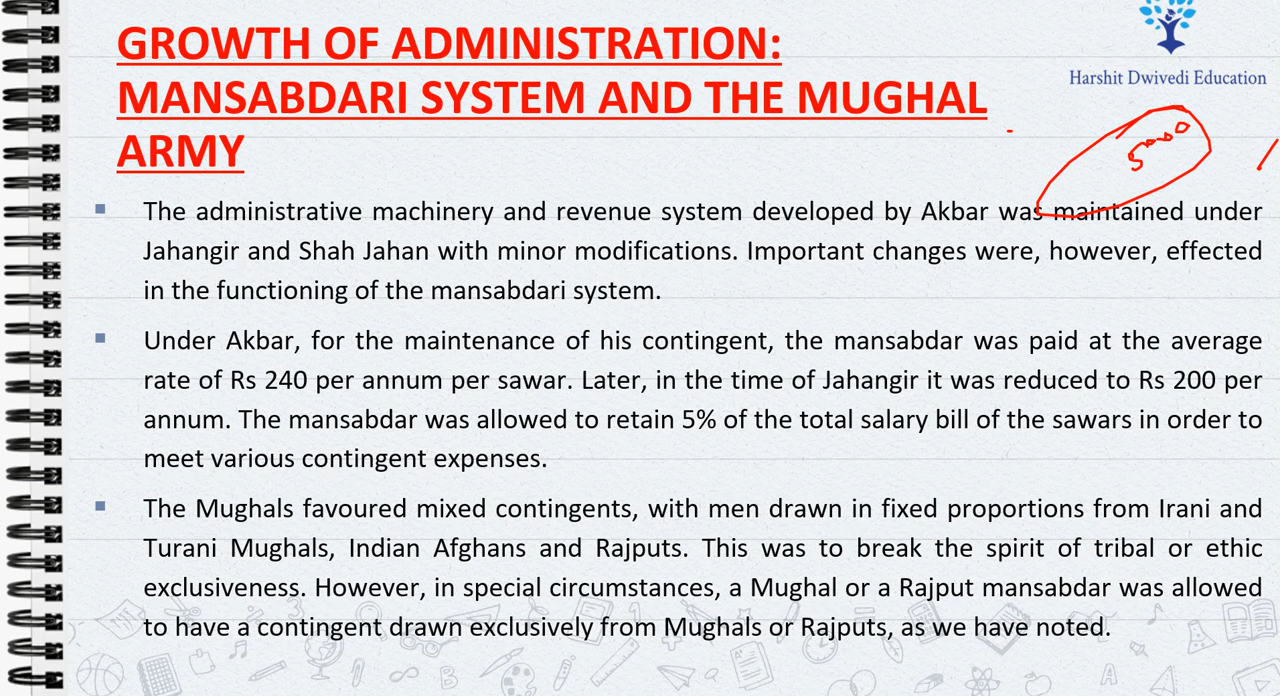 GROWTH OF ADMINISTRATION:
MANSABDARI SYSTEM AND THE MUGHAL
ARMY
Harshit Dwivedi Education
5000
The administrative machinery and revenue system developed by Akbar was maintained under
Jahangir and Shah Jahan with minor modifications. Important changes were, however, effected
in the functioning of the mansabdari system.
Under Akbar, for the maintenance of his contingent, the mansabdar was paid at the average
rate of Rs 240 per annum per sawar. Later, in the time of Jahangir it was reduced to Rs 200 per
annum. The mansabdar was allowed to retain 5% of the total salary bill of the sawars in order to
meet various contingent expenses.
The Mughals favoured mixed contingents, with men drawn in fixed proportions from Irani and
Turani Mughals, Indian Afghans and Rajputs. This was to break the spirit of tribal or ethic
exclusiveness. However, in special circumstances, a Mughal or a Rajput mansabdar was allowed
to have a contingent drawn exclusively from Mughals or Rajputs, as we have noted.